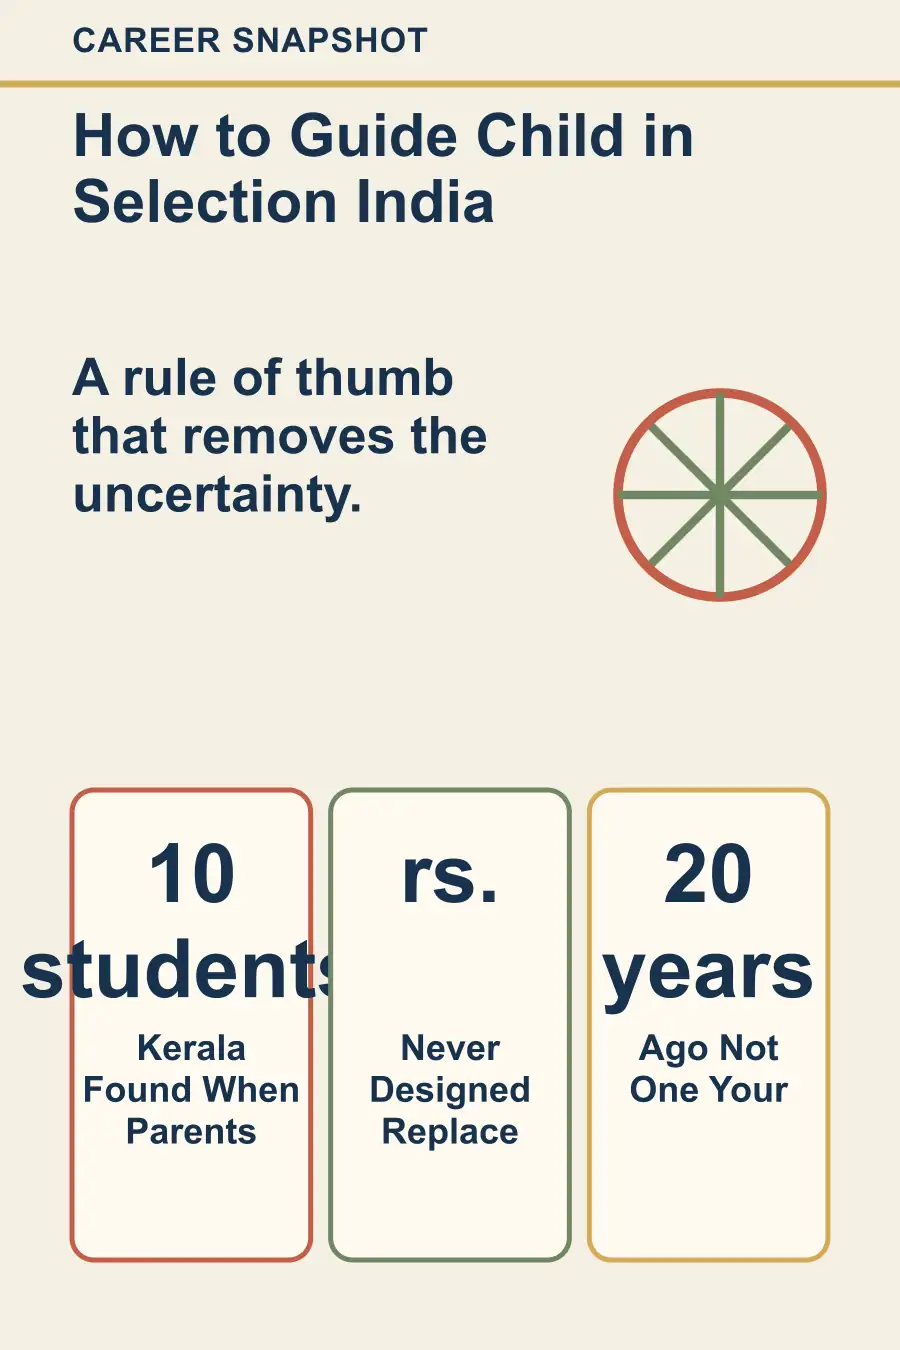 CAREER SNAPSHOT
How to Guide Child in
Selection India
A rule of thumb
that removes the
uncertainty.
10
students
Kerala
Found When
Parents
rs.
Never
Designed
Replace
20
years
Ago Not
One Your